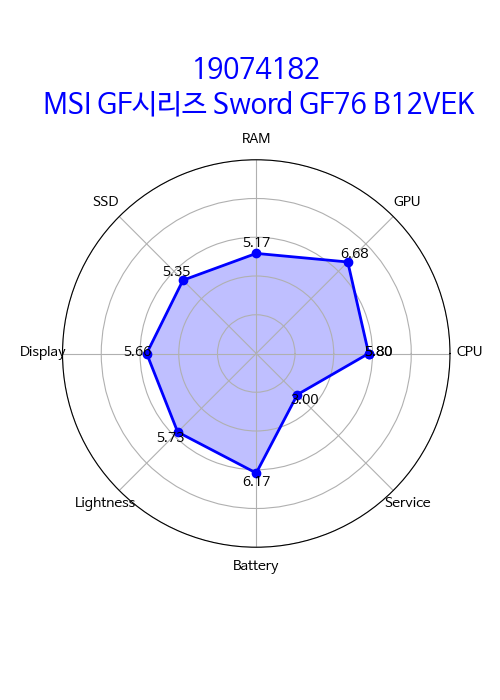 19074182
MSI GF시리즈 Sword GF76 B12VEK
RAM
SSD
GPU
5.17
6.68
5.35
Display
5.66
5.80
CPU
3.00
5.73
6.17
Lightness
Service
Battery